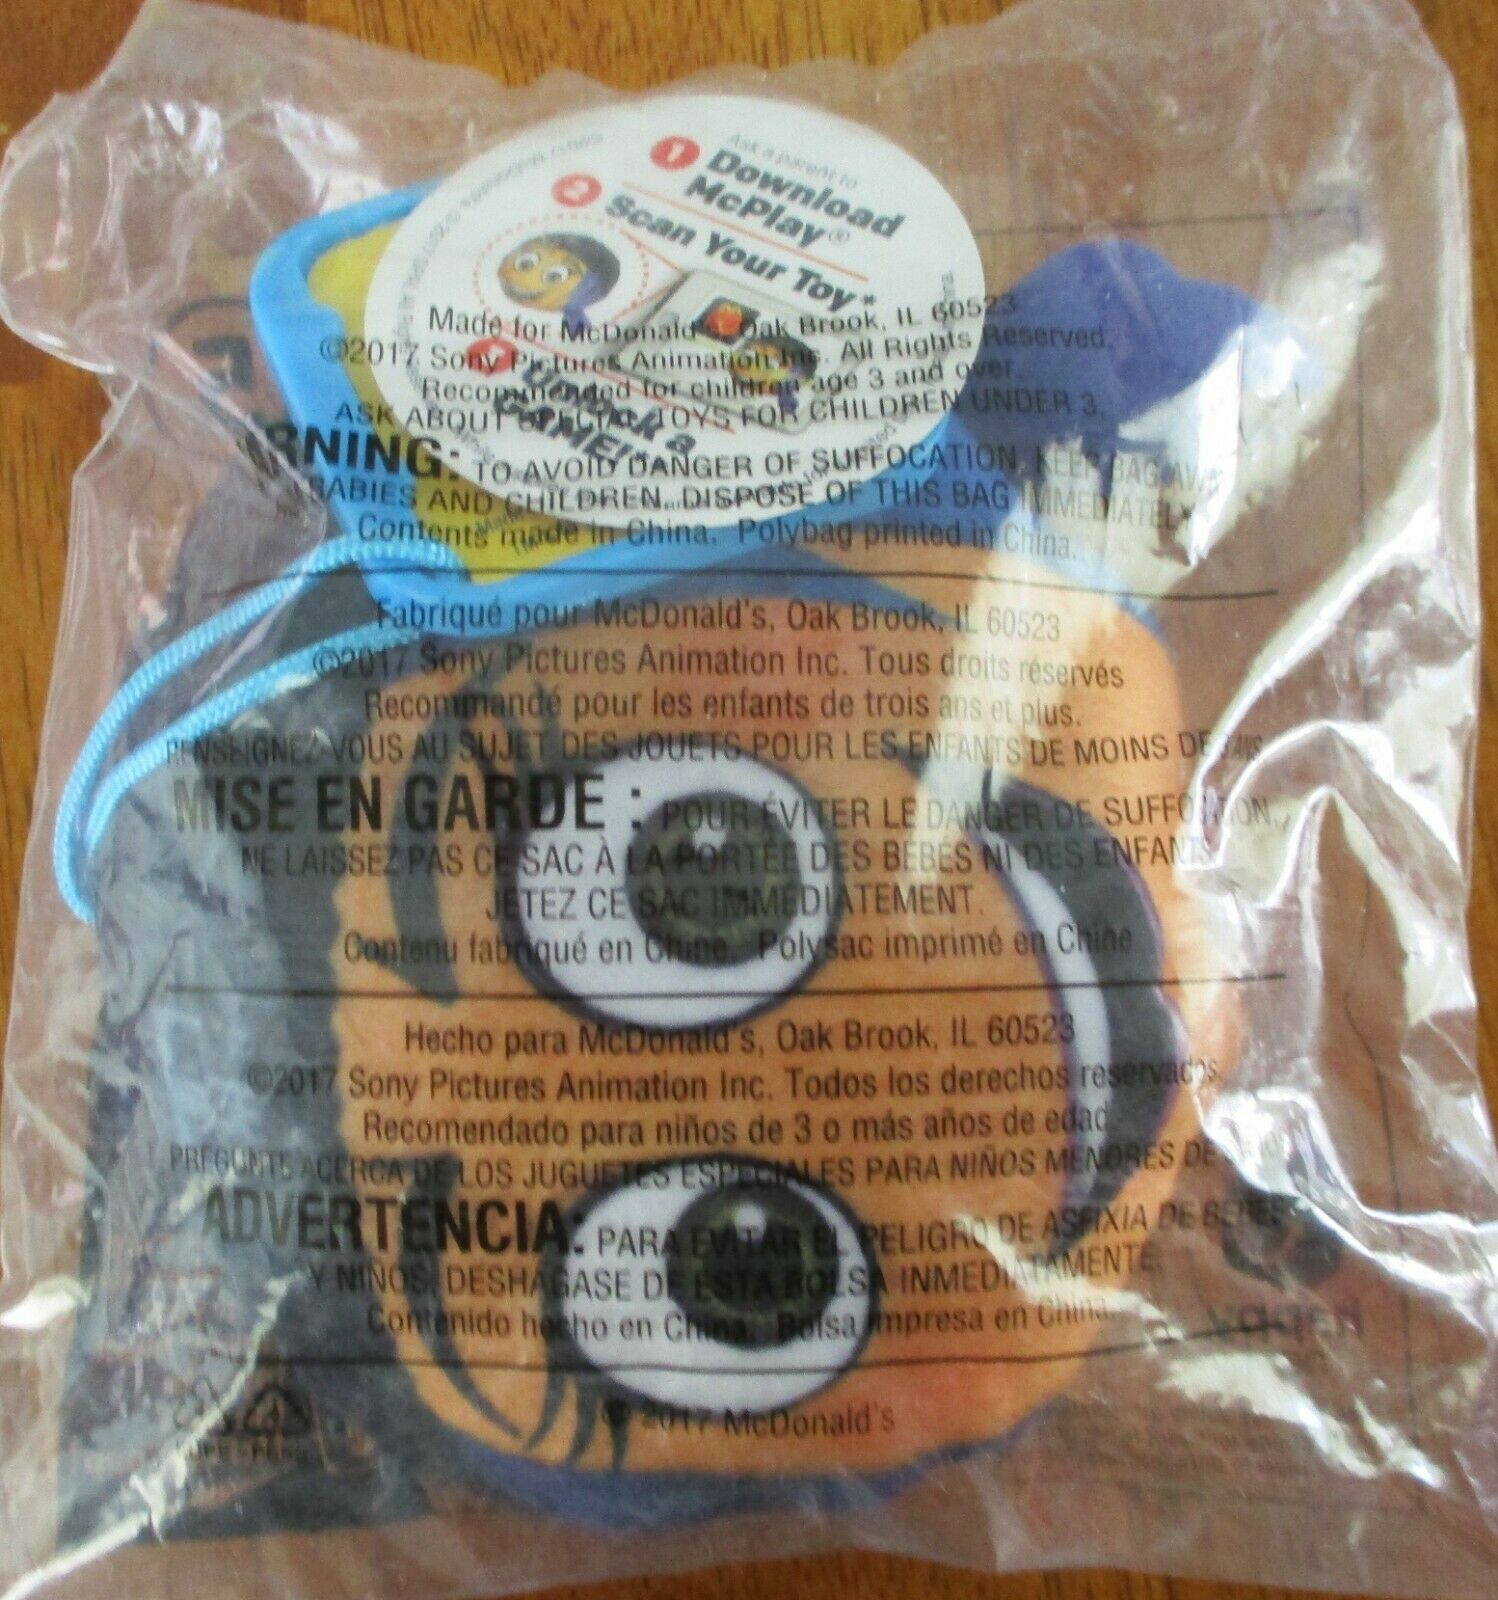 Ask a parent to
1 Download
McPlay®
2 Scan Your Toy*
Made for McDonald's, Oak Brook, IL 60523
©2017 Sony Pictures Animation Inc. All Rights Reserved.
Recommended for children age 3 and over.
ASK ABOUT SPECIAL TOYS FOR CHILDREN UNDER 3.
TO AVOID DANGER OF SUFFOCATION, KEEP BAG
BABIES AND CHILDREN. DISPOSE OF THIS BAG IMMEDIATELY
Contents made in China. Polybag printed in China.
Fabriqué pour McDonald's, Oak Brook, IL 60523
©2017 Sony Pictures Animation Inc. Tous droits réservés
Recommandé pour les enfants de trois ans et plus.
RENSEIGNEZ-VOUS AU SUJET DES JOUETS POUR LES ENFANTS DE MOINS DE
MISE EN GARDE : POUR ÉVITER LE DANGER DE
NE LAISSEZ PAS CE SAC À LA PORTÉE DES BÉBÉS NI DES
JETEZ CE SAC IMMÉDIATEMENT.
Contenu fabriqué en Chine. Polysac imprimé en Chine
Hecho para McDonald's, Oak Brook, IL 60523
©2017 Sony Pictures Animation Inc. Todos los derechos reservados
Recomendado para niños de 3 o más años de edad.
PREGUNTE ACERCA DE LOS JUGUETES ESPECIALES PARA NIÑOS MENORES DE
ADVERTENCIA: PARA EVITAR EL PELIGRO DE ASFIXIA DE
Y NIÑOS, DESHÁGASE DE ESTA BOLSA INMEDIATAMENTE.
Contenido hecho en China. Bolsa impresa en China.
© 2017 McDonald's